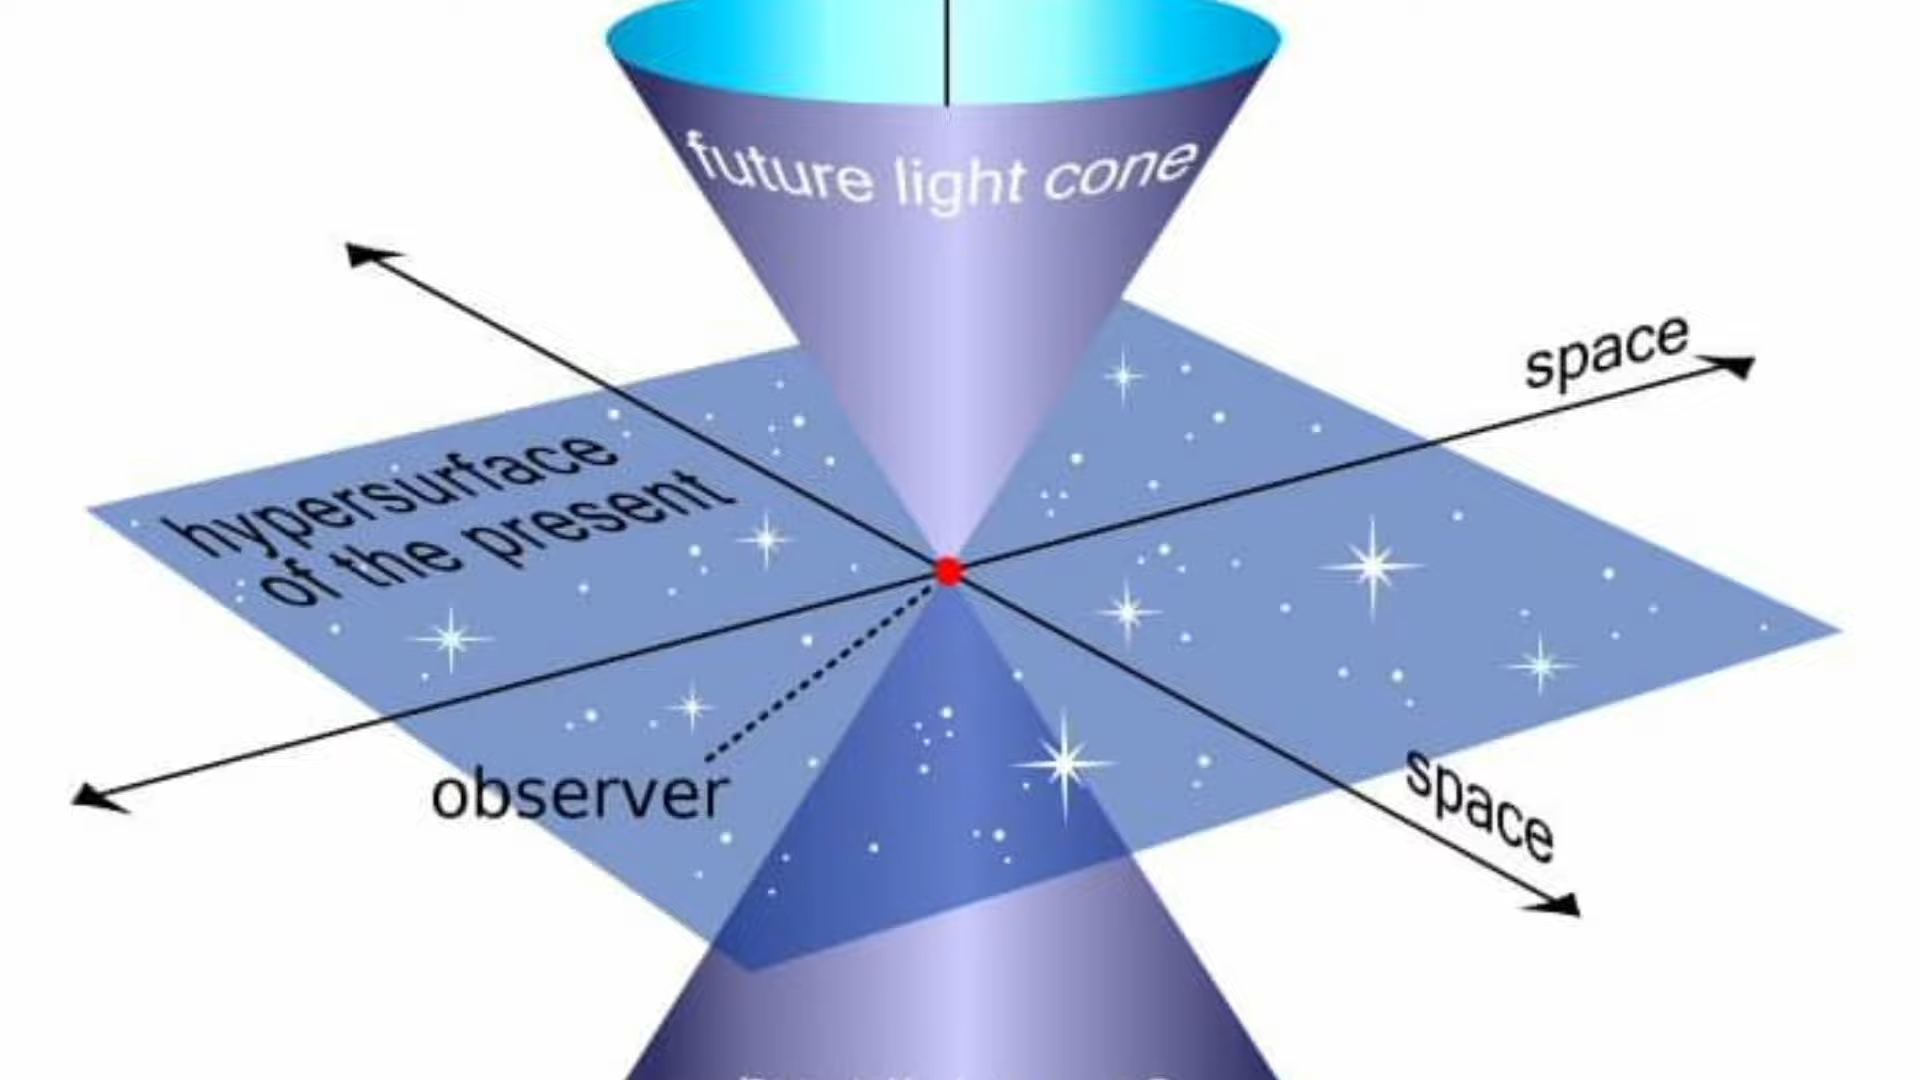 future light cone
space
hypersurface
of the present
observer
space